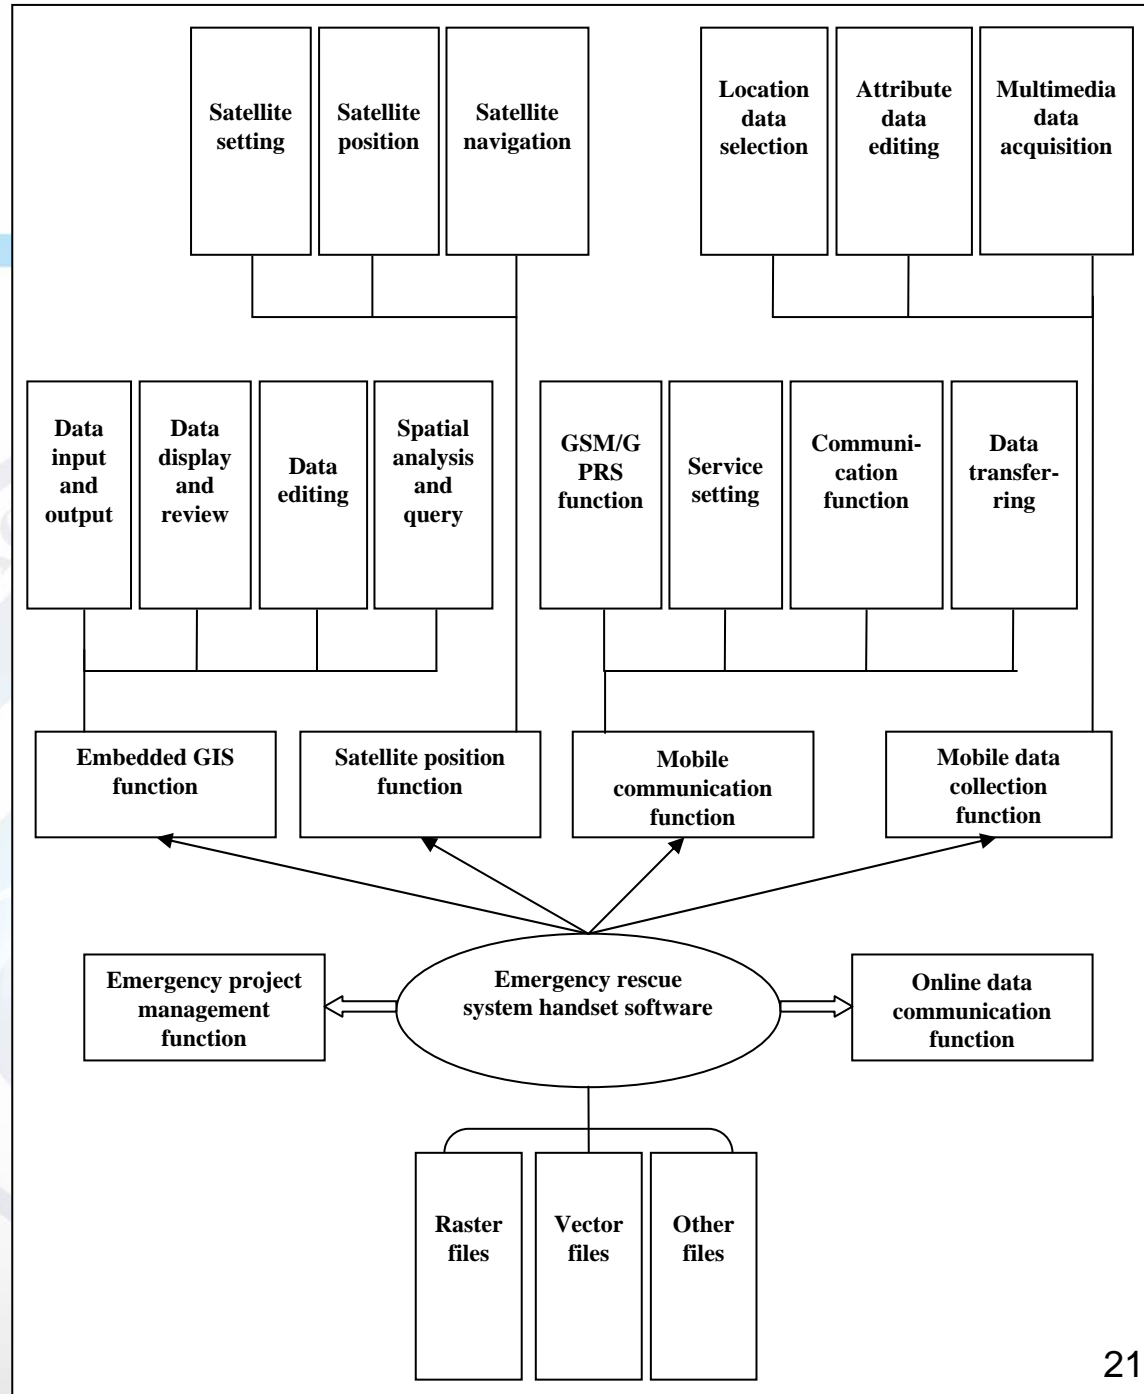 Satellite
setting
Satellite
position
Satellite
navigation
Location
data
selection
Attribute
data
editing
Multimedia
data
acquisition
Data
input
and
output
Data
display
and
review
Data
editing
Spatial
analysis
and
query
GSM/G
PRS
function
Service
setting
Communi-
cation
function
Data
transfer-
ring
Embedded GIS
function
Satellite position
function
Mobile
communication
function
Mobile data
collection
function
Emergency project
management
function
Emergency rescue
system handset software
Online data
communication
function
Raster
files
Vector
files
Other
files
21